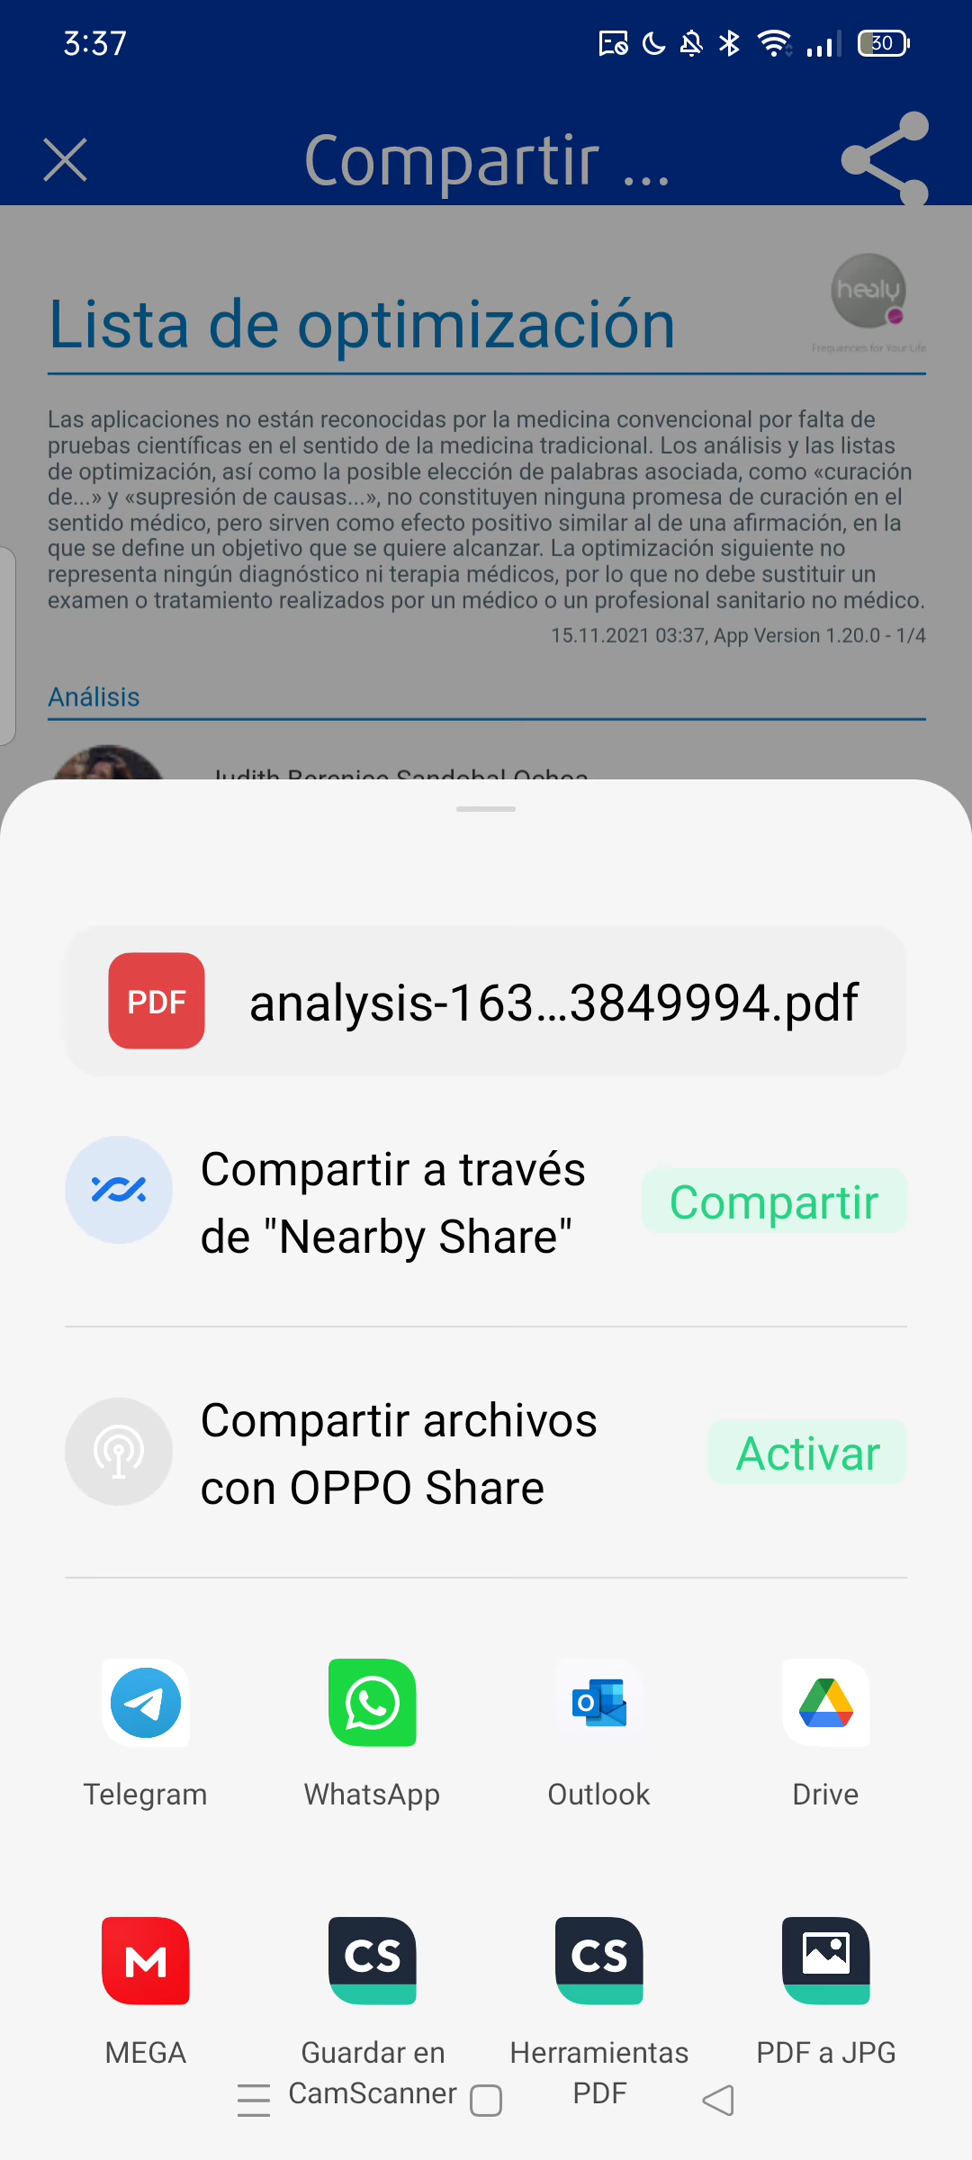 3:37
30
Compartir ...
healy
Frequencies for Your Life
Lista de optimización
Las aplicaciones no están reconocidas por la medicina convencional por falta de
pruebas científicas en el sentido de la medicina tradicional. Los análisis y las listas
de optimización, así como la posible elección de palabras asociada, como «curación
de...» y «supresión de causas...», no constituyen ninguna promesa de curación en el
sentido médico, pero sirven como efecto positivo similar al de una afirmación, en la
que se define un objetivo que se quiere alcanzar. La optimización siguiente no
representa ningún diagnóstico ni terapia médicos, por lo que no debe sustituir un
examen o tratamiento realizados por un médico o un profesional sanitario no médico.
15.11.2021 03:37, App Version 1.20.0 - 1/4
Análisis
Judith Berenice Sandobal Ochoa
PDF
analysis-163...3849994.pdf
Compartir a través
de "Nearby Share"
Compartir
Compartir archivos
con OPPO Share
Activar
Telegram
WhatsApp
Outlook
Drive
MEGA
CS
Guardar en
CamScanner
CS
Herramientas
PDF
PDF a JPG